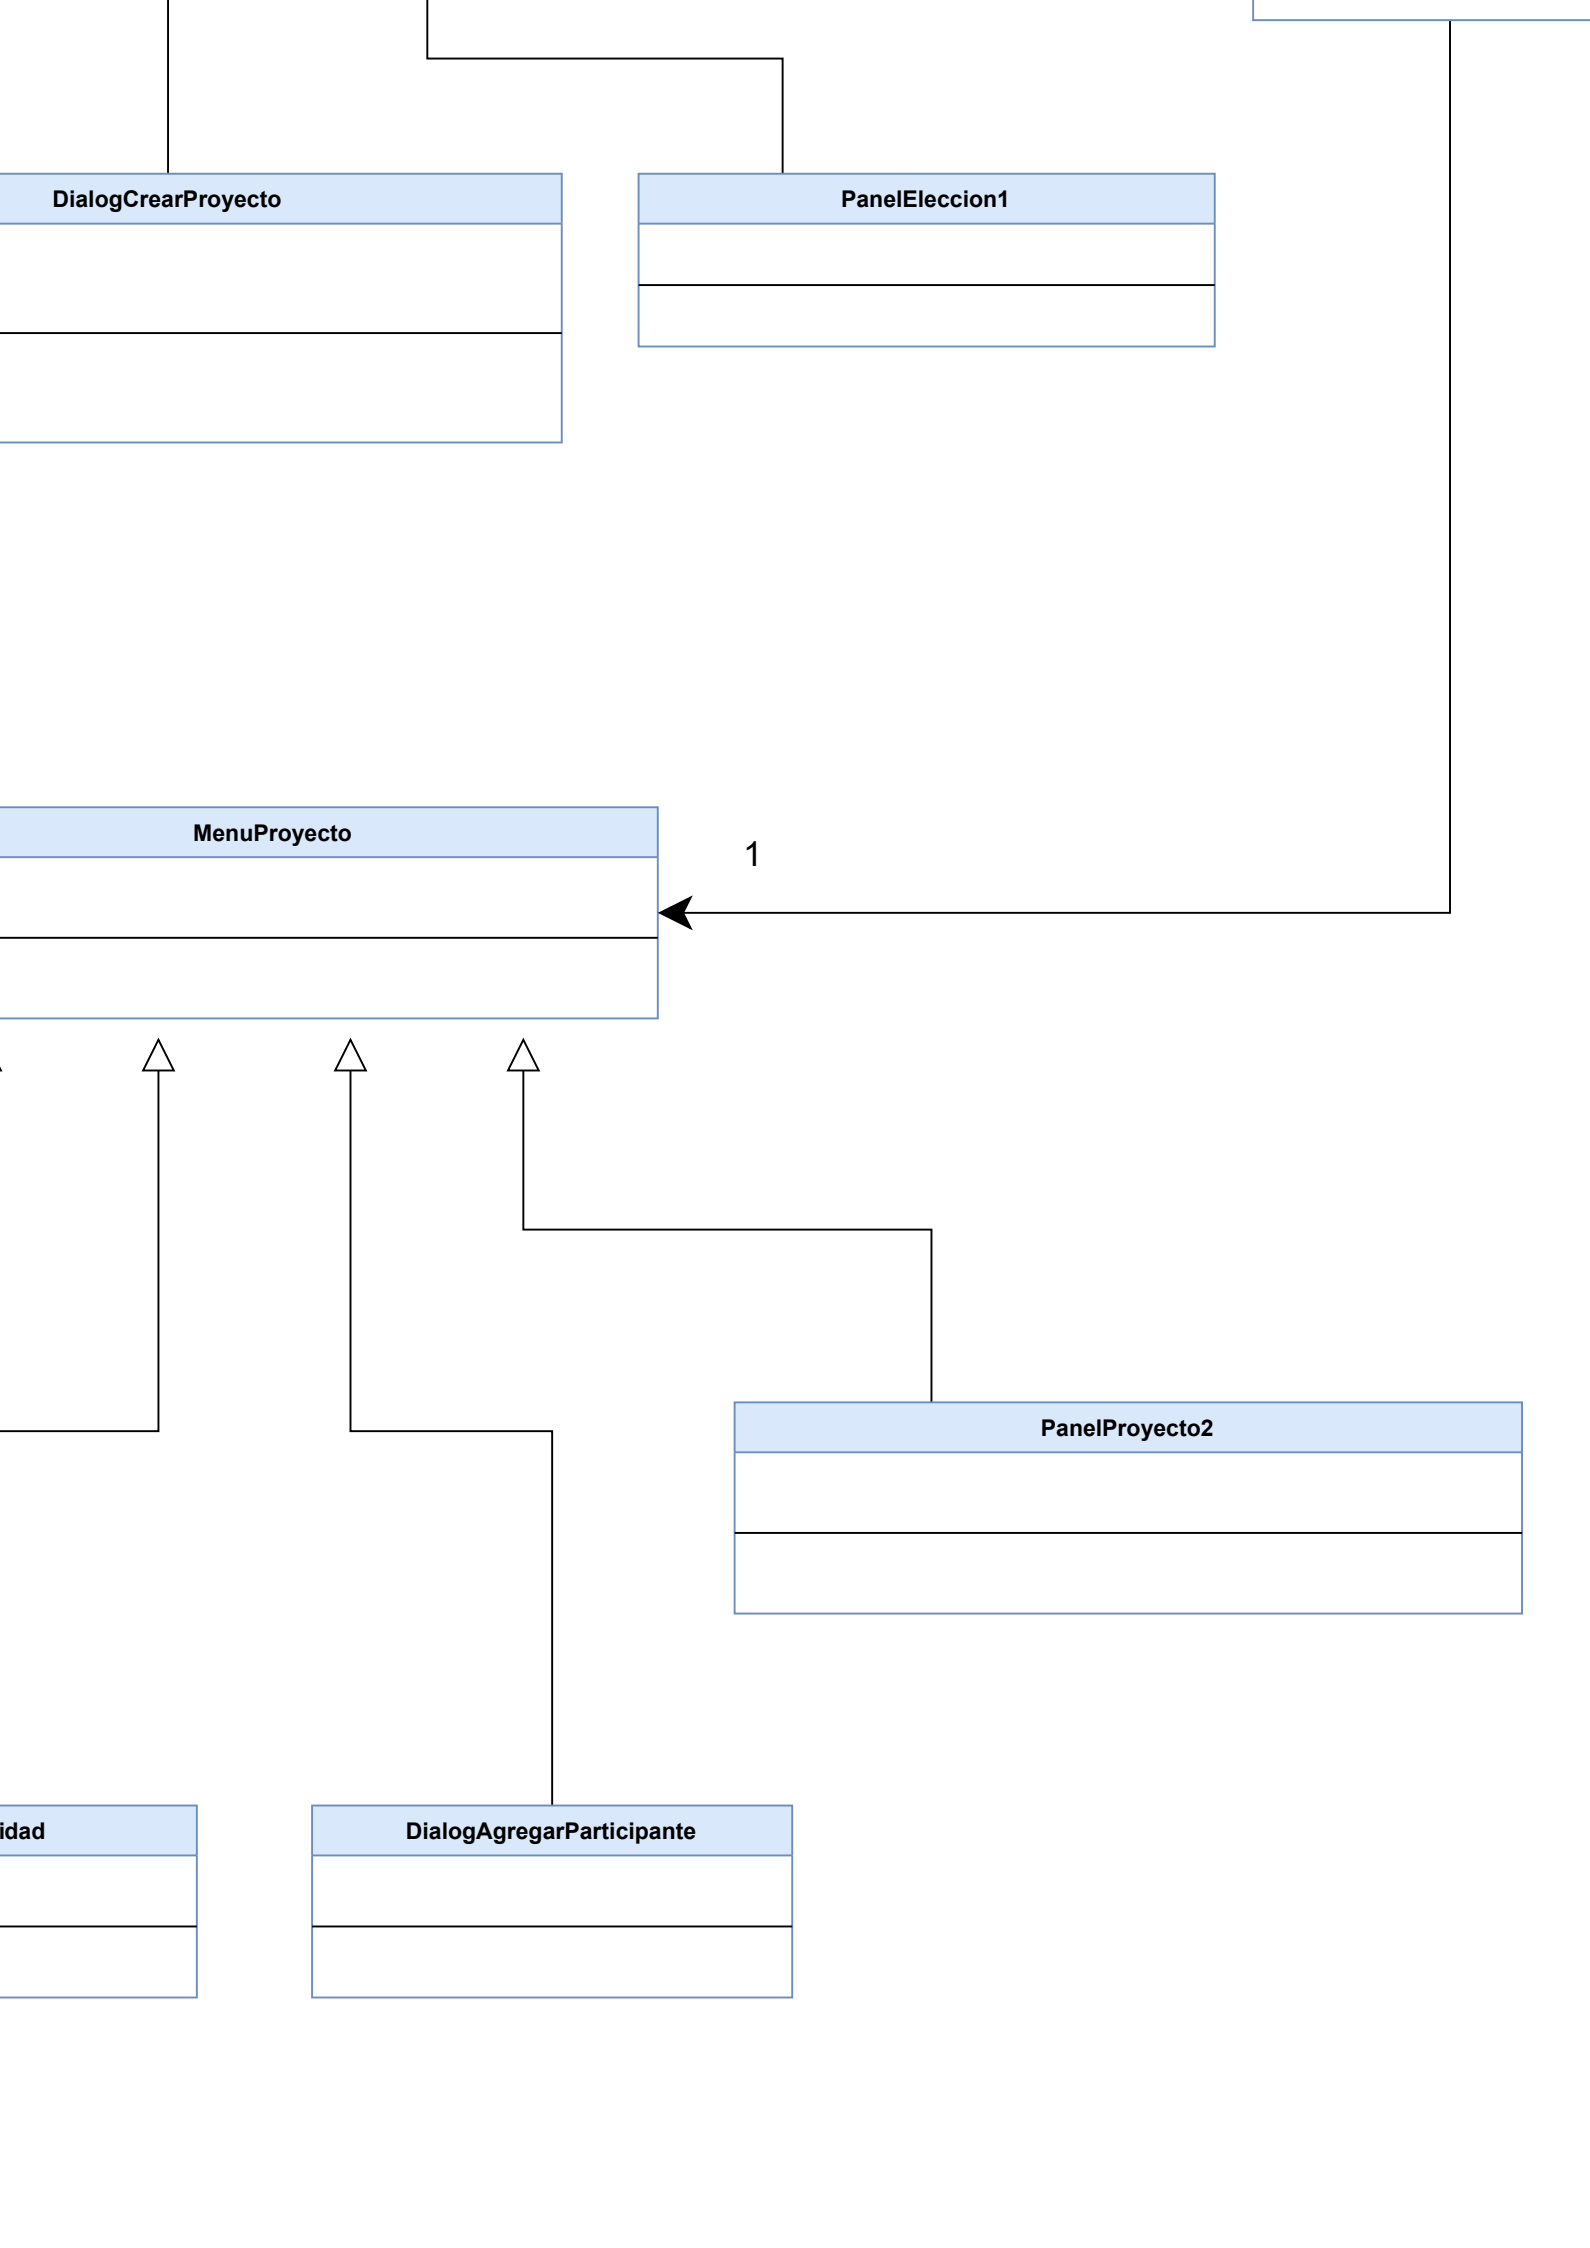 DialogCrearProyecto
PanelEleccion1
MenuProyecto
1
PanelProyecto2
idad
DialogAgregarParticipante